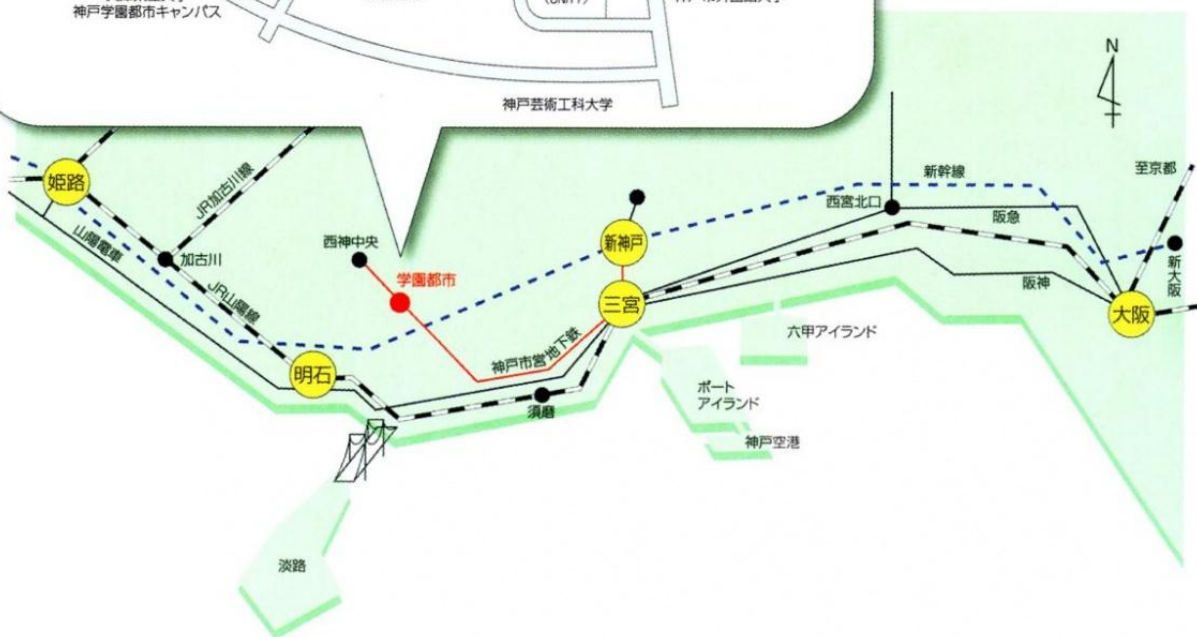 神戸学園都市キャンパス
(UNITY)
神戸芸術工科大学
N
姫路
JR加古川線
山陽電車
加古川
JR山陽線
明石
西神中央
学園都市
神戸市営地下鉄
須磨
新神戸
三宮
西宮北口
新幹線
阪急
阪神
至京都
新大阪
大阪
六甲アイランド
ポート
アイランド
神戸空港
淡路